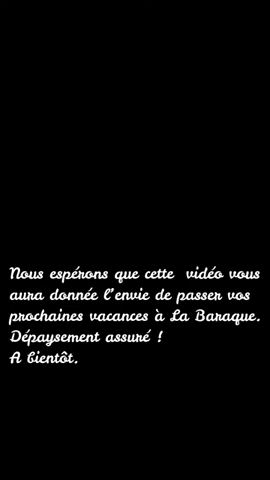 Nous espérons que cette vidéo vous
aura donnée l'envie de passer vos
prochaines vacances à La Baraque.
Dépaysement assuré !
A bientôt.